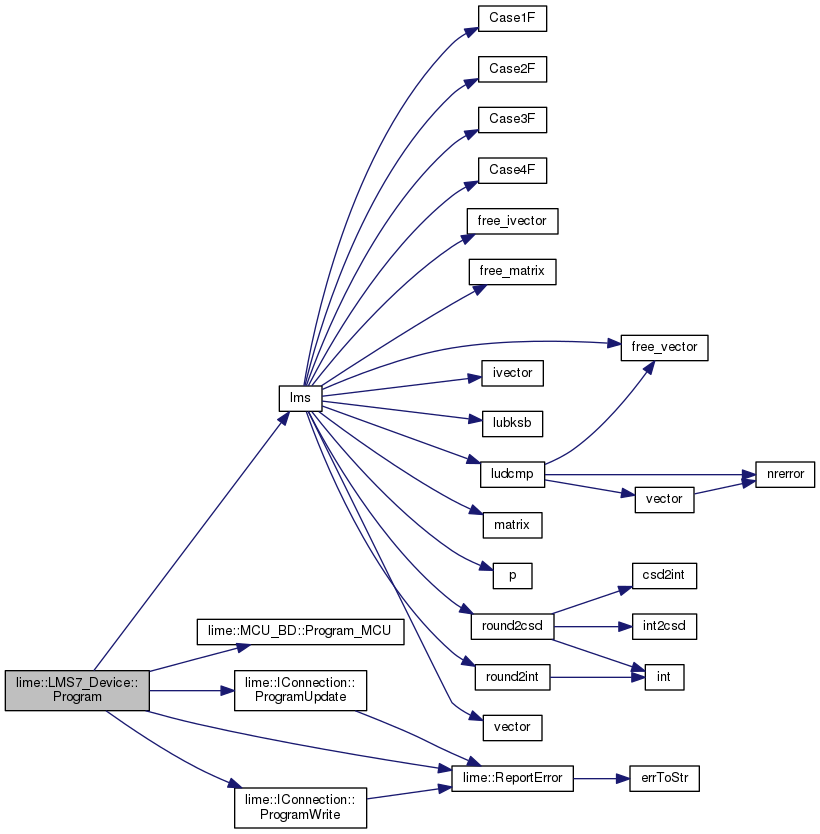 Case1F
Case2F
Case3F
Case4F
free_ivector
free_matrix
free_vector
ivector
lms
lubksb
ludcmp
nrerror
vector
matrix
p
csd2int
round2csd
int2csd
lime::MCU_BD::Program_MCU
round2int
int
lime::LMS7_Device::
Program
lime::IConnection::
ProgramUpdate
vector
lime::ReportError
errToStr
lime::IConnection::
ProgramWrite